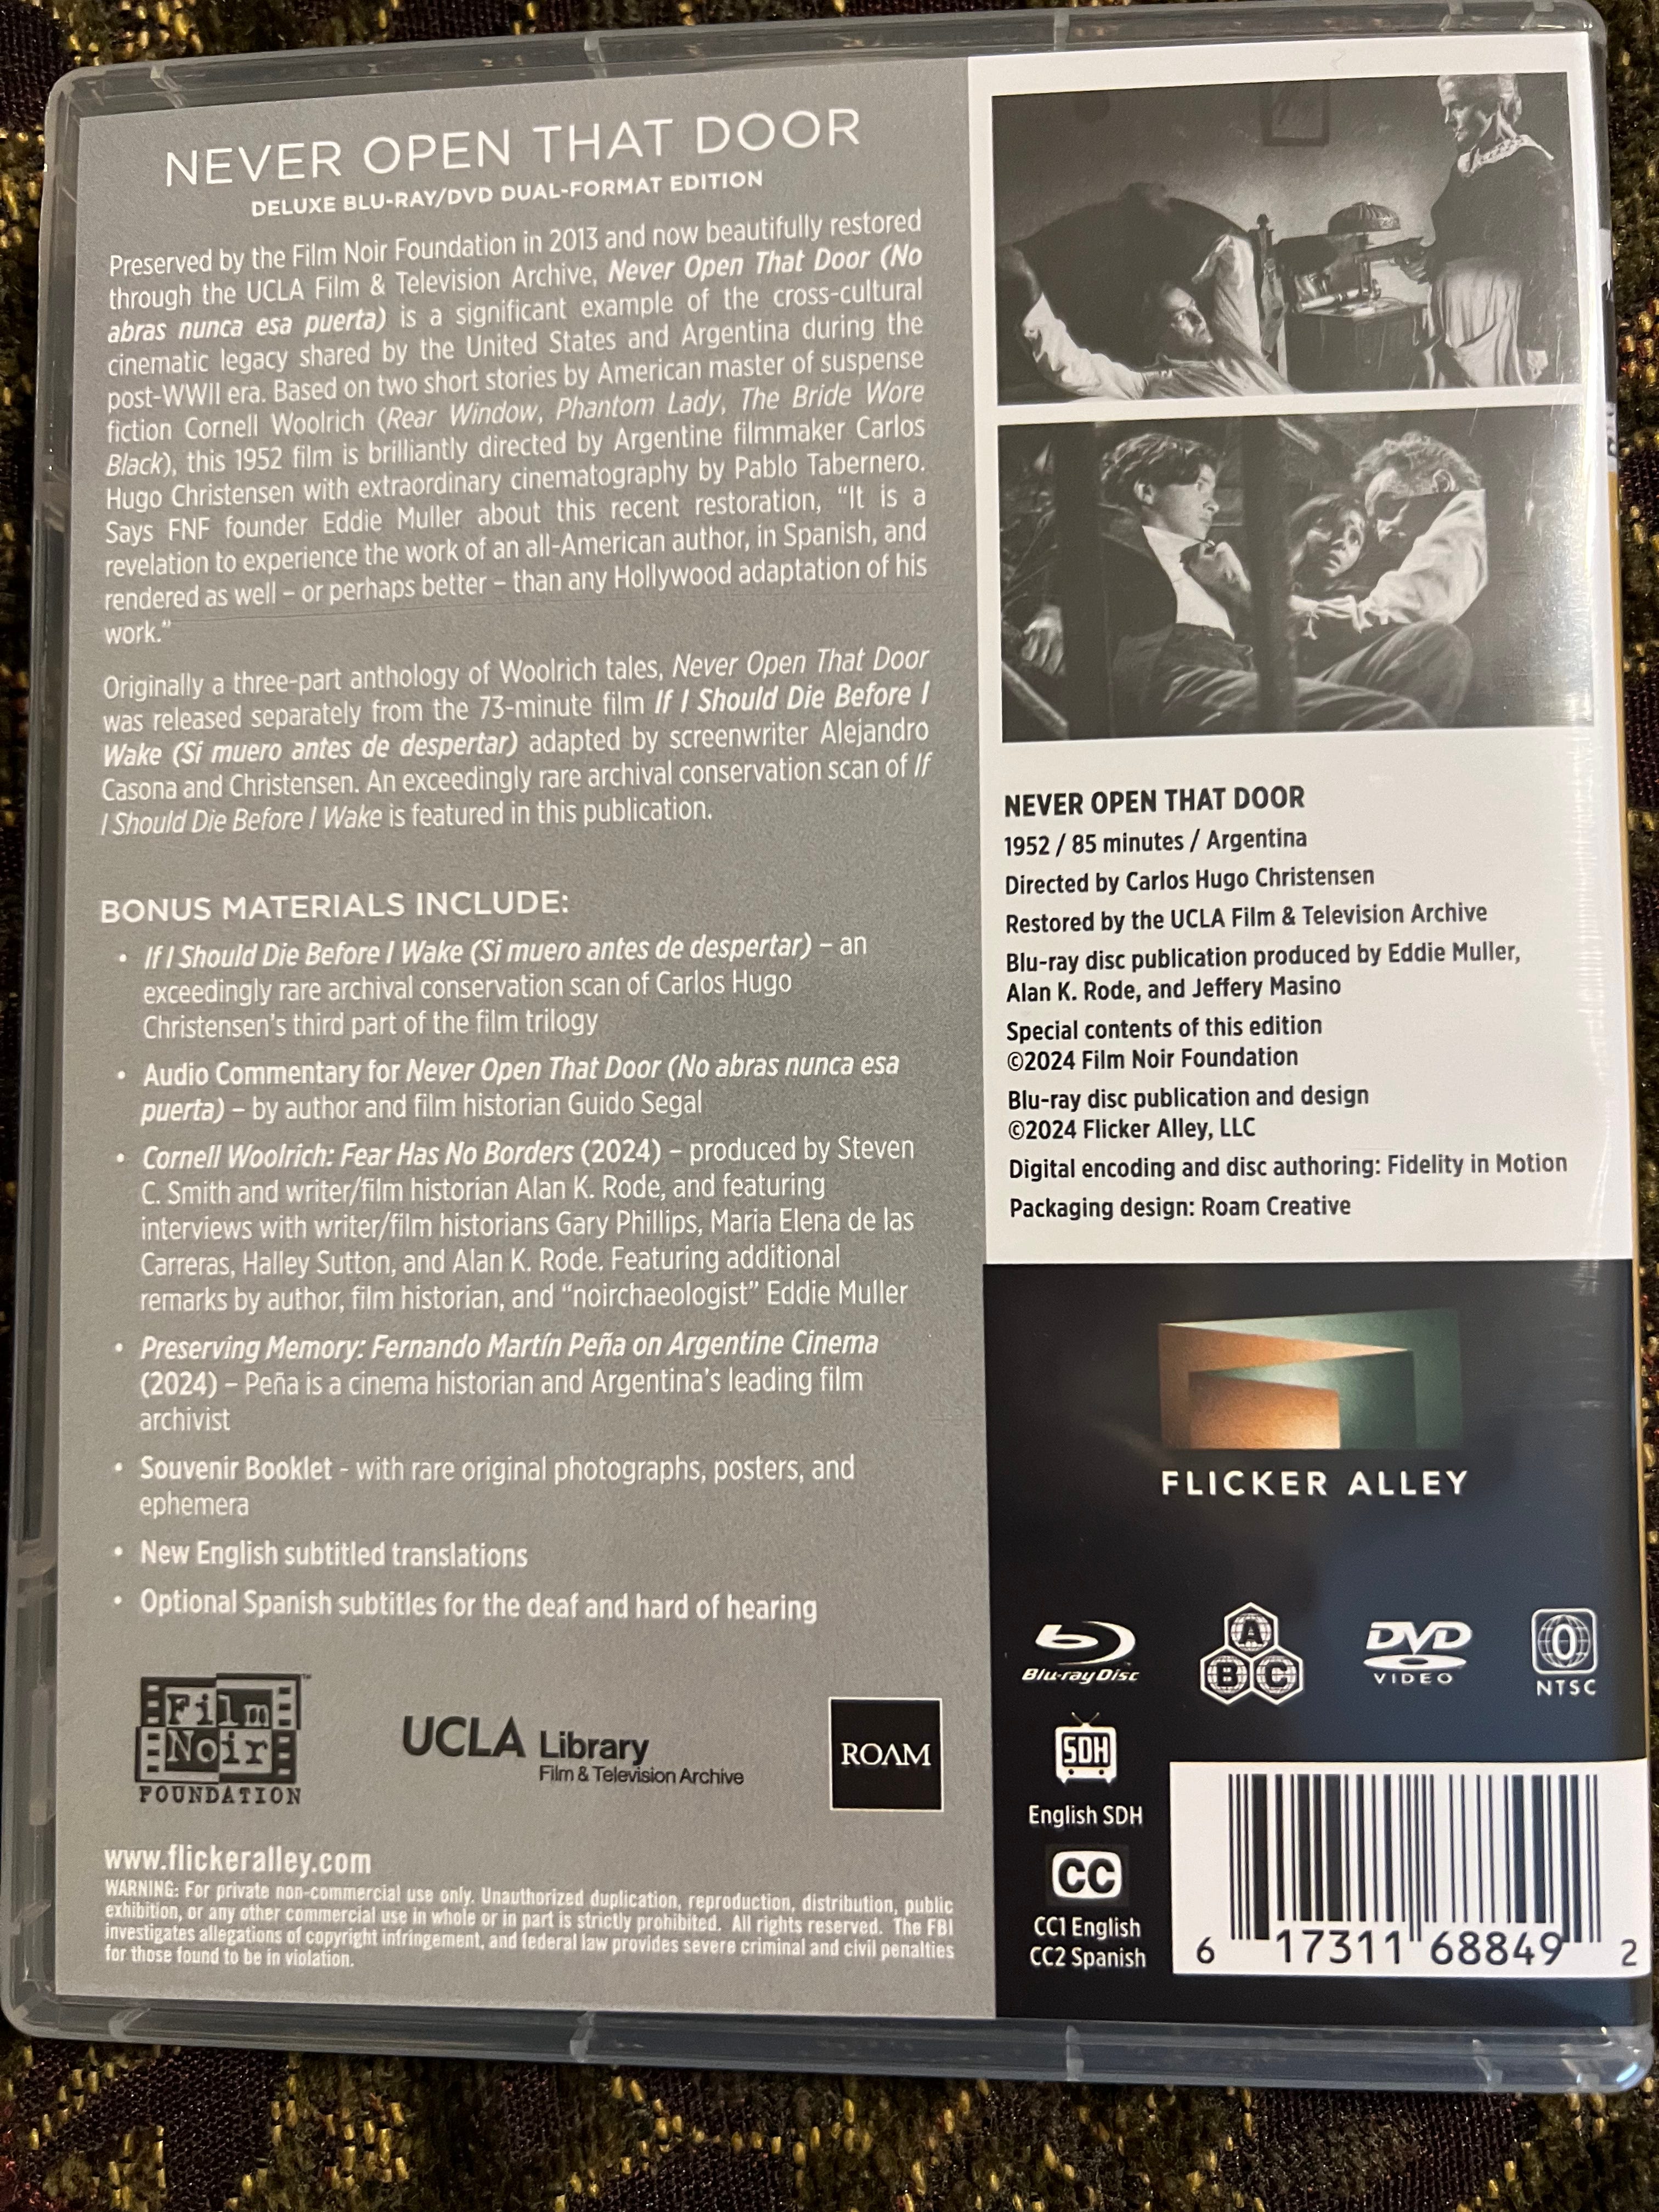 NEVER OPEN THAT DOOR
DELUXE BLU-RAY/DVD DUAL-FORMAT EDITION
Preserved by the Film Noir Foundation in 2013 and now beautifully restored
through the UCLA Film & Television Archive, Never Open That Door (No
abras nunca esa puerta) is a significant example of the cross-cultural
cinematic legacy shared by the United States and Argentina during the
post-WWII era. Based on two short stories by American master of suspense
fiction Cornell Woolrich (Rear Window, Phantom Lady, The Bride Wore
Black), this 1952 film is brilliantly directed by Argentine filmmaker Carlos
Hugo Christensen with extraordinary cinematography by Pablo Tabernero.
Says FNF founder Eddie Muller about this recent restoration, “It is a
revelation to experience the work of an all-American author, in Spanish, and
rendered as well – or perhaps better – than any Hollywood adaptation of his
work.”
Originally a three-part anthology of Woolrich tales, Never Open That Door
was released separately from the 73-minute film If I Should Die Before I
Wake (Si muero antes de despertar) adapted by screenwriter Alejandro
Casona and Christensen. An exceedingly rare archival conservation scan of If
I Should Die Before I Wake is featured in this publication.
BONUS MATERIALS INCLUDE:
• If I Should Die Before I Wake (Si muero antes de despertar) – an
exceedingly rare archival conservation scan of Carlos Hugo
Christensen’s third part of the film trilogy
• Audio Commentary for Never Open That Door (No abras nunca esa
puerta) – by author and film historian Guido Segal
• Cornell Woolrich: Fear Has No Borders (2024) – produced by Steven
C. Smith and writer/film historian Alan K. Rode, and featuring
interviews with writer/film historians Gary Phillips, Maria Elena de las
Carreras, Halley Sutton, and Alan K. Rode. Featuring additional
remarks by author, film historian, and “noirchaeologist” Eddie Muller
• Preserving Memory: Fernando Martín Peña on Argentine Cinema
(2024) – Peña is a cinema historian and Argentina’s leading film
archivist
• Souvenir Booklet - with rare original photographs, posters, and
ephemera
• New English subtitled translations
• Optional Spanish subtitles for the deaf and hard of hearing
Film
Noir
FOUNDATION
UCLA Library
Film & Television Archive
ROAM
www.flickeralley.com
WARNING: For private non-commercial use only. Unauthorized duplication, reproduction, distribution, public
exhibition, or any other commercial use in whole or in part is strictly prohibited. All rights reserved. The FBI
investigates allegations of copyright infringement, and federal law provides severe criminal and civil penalties
for those found to be in violation.
NEVER OPEN THAT DOOR
1952 / 85 minutes / Argentina
Directed by Carlos Hugo Christensen
Restored by the UCLA Film & Television Archive
Blu-ray disc publication produced by Eddie Muller,
Alan K. Rode, and Jeffery Masino
Special contents of this edition
©2024 Film Noir Foundation
Blu-ray disc publication and design
©2024 Flicker Alley, LLC
Digital encoding and disc authoring: Fidelity in Motion
Packaging design: Roam Creative
FLICKER ALLEY
Blu-ray Disc
A
B C
DVD
VIDEO
0
NTSC
SDH
English SDH
CC
CC1 English
CC2 Spanish
6 17311 68849 2